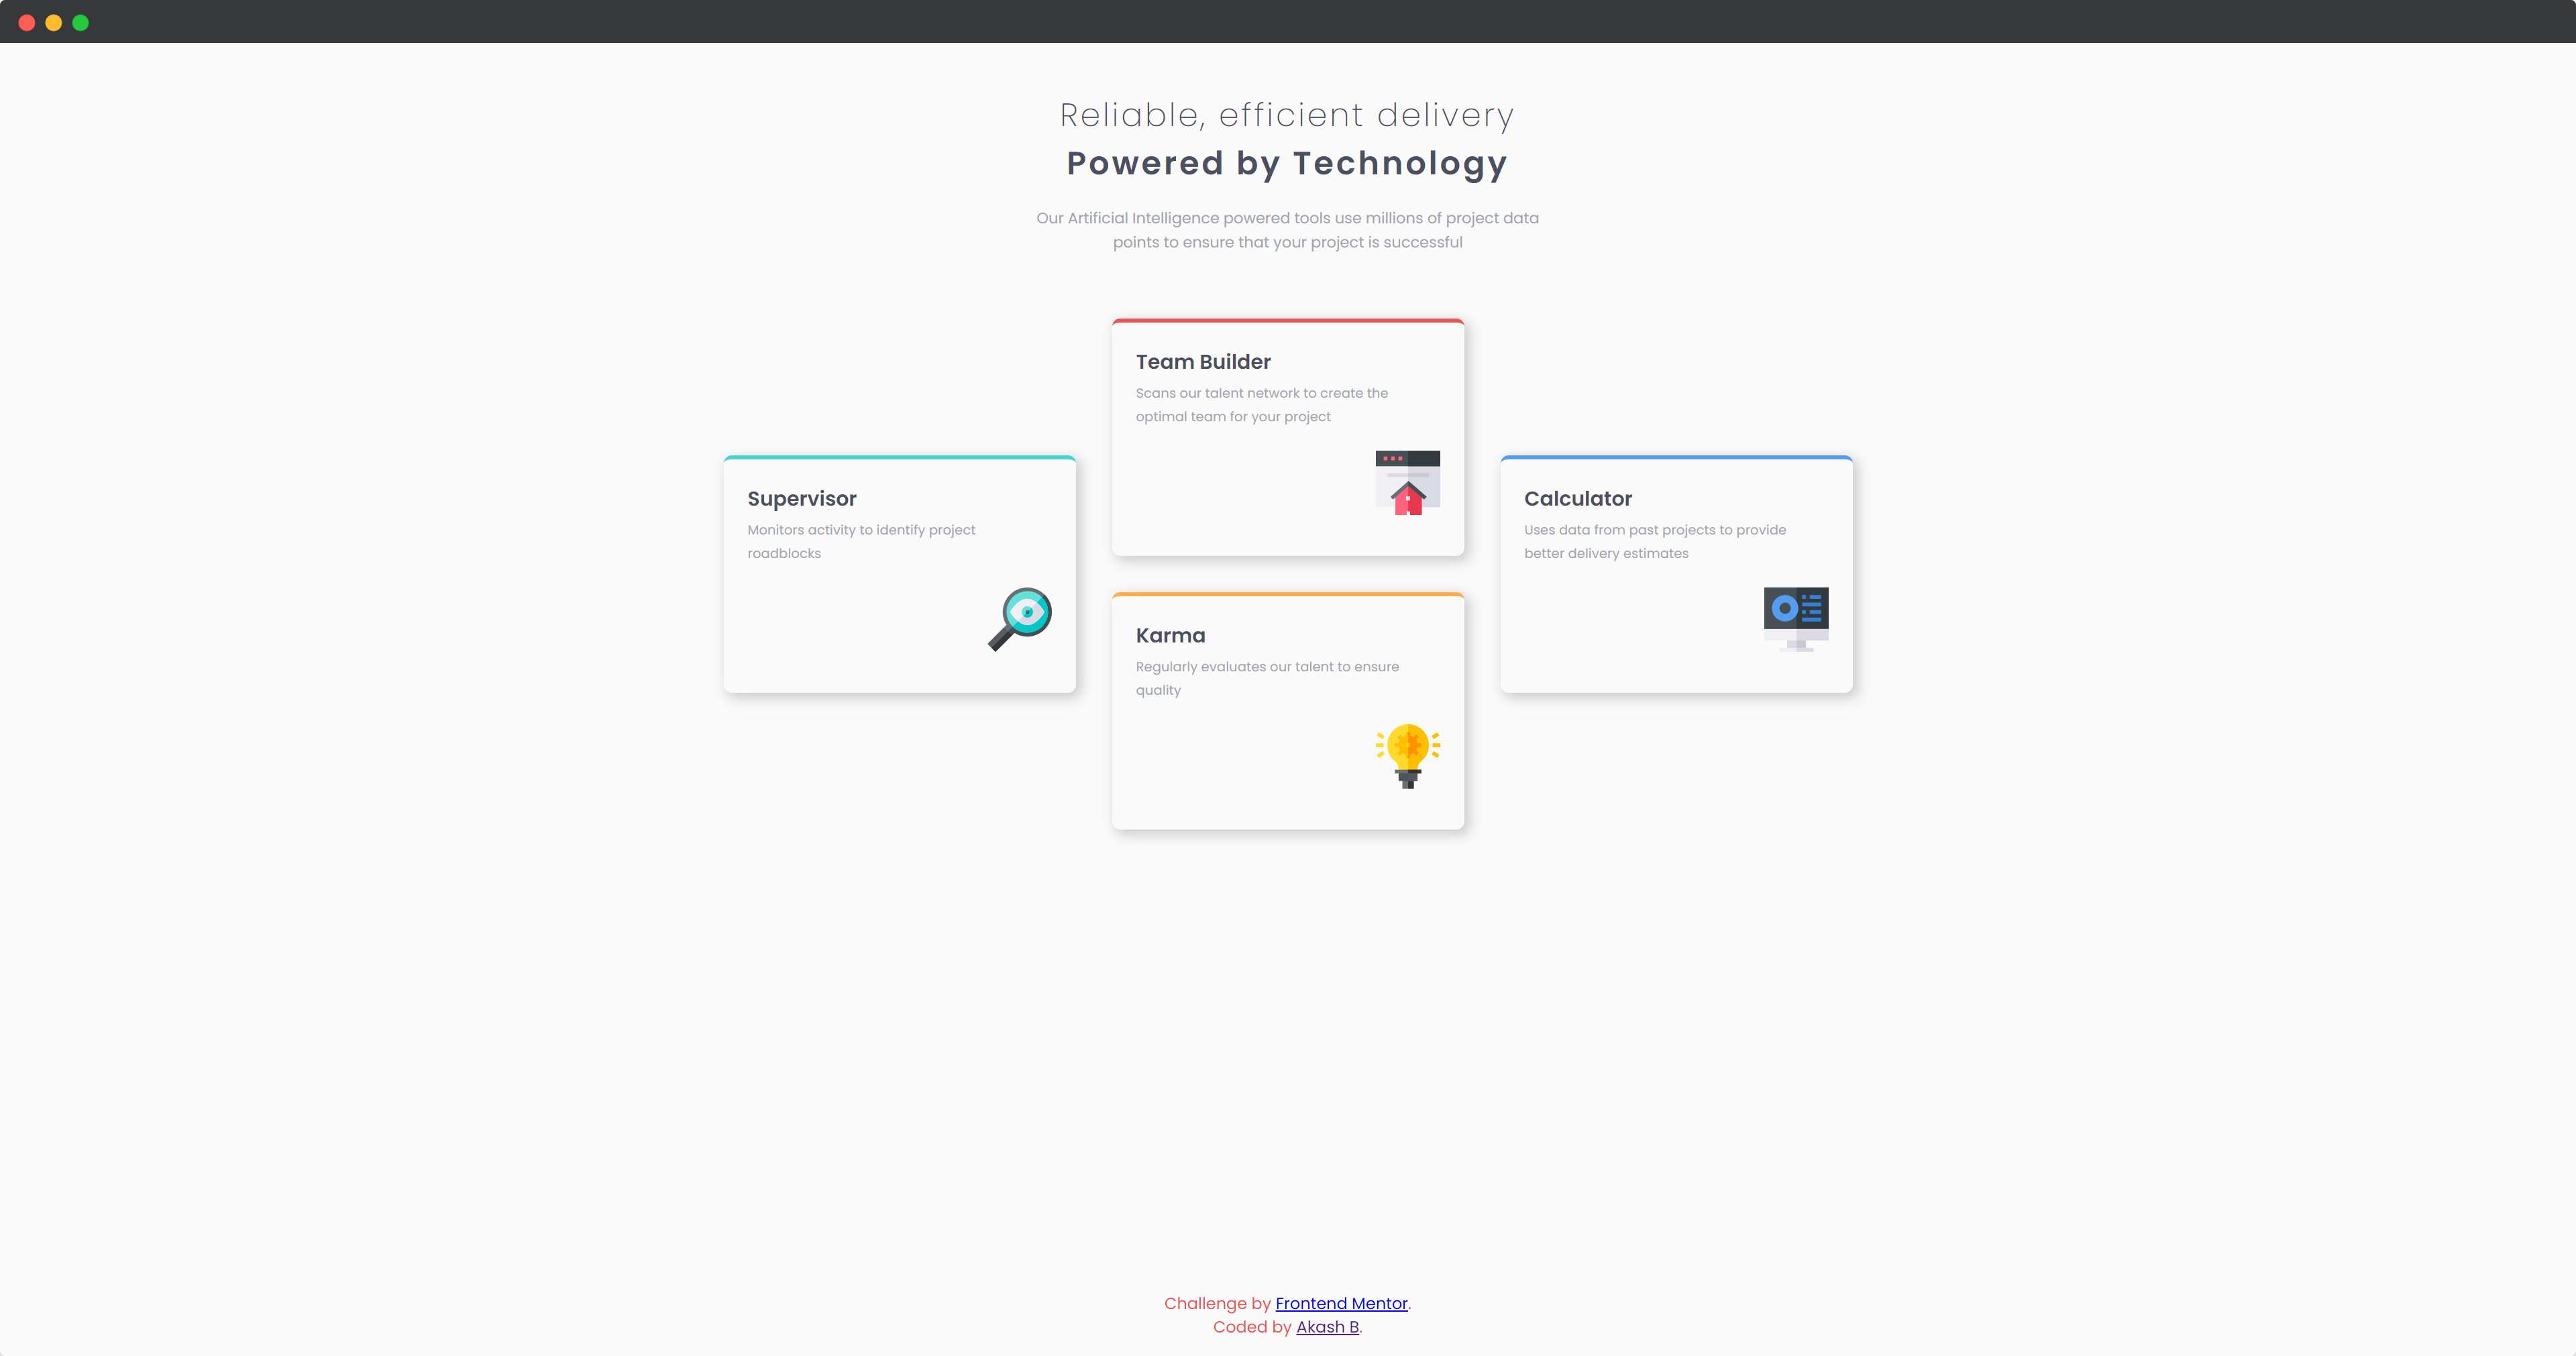 Reliable, efficient delivery
Powered by Technology
Our Artificial Intelligence powered tools use millions of project data
points to ensure that your project is successful
Supervisor
Monitors activity to identify project
roadblocks
Team Builder
Scans our talent network to create the
optimal team for your project
Karma
Regularly evaluates our talent to ensure
quality
Calculator
Uses data from past projects to provide
better delivery estimates
Challenge by Frontend Mentor.
Coded by Akash B.